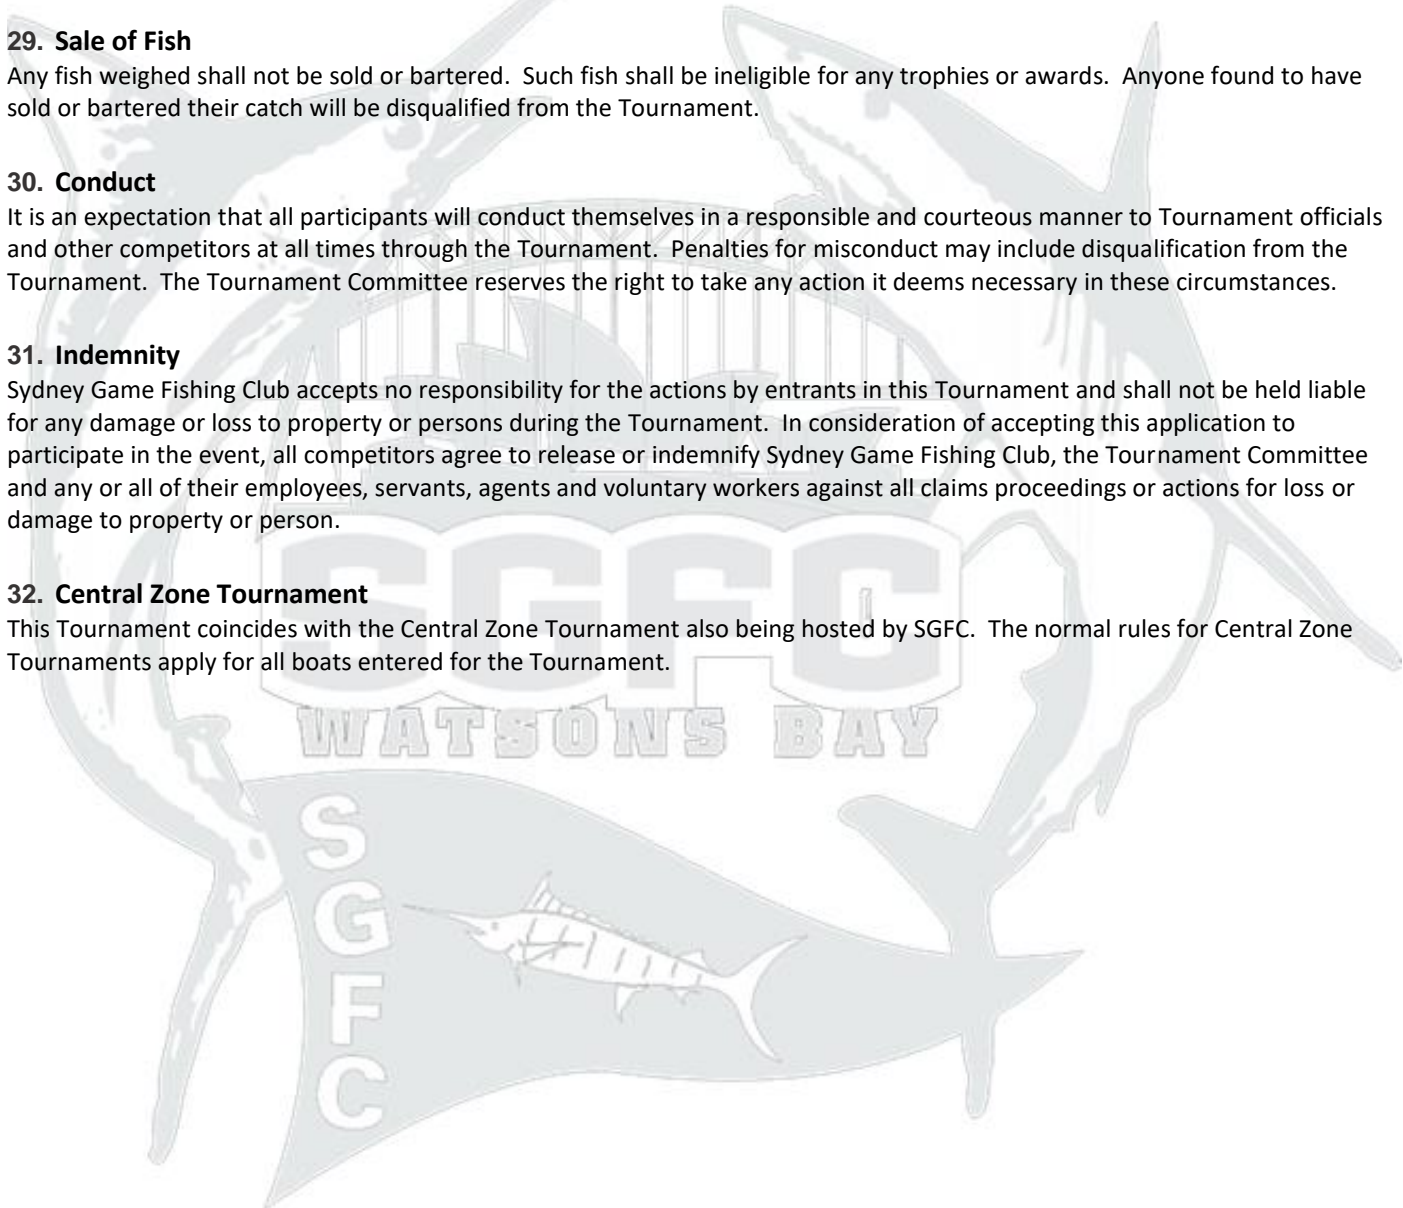 29. Sale of Fish
Any fish weighed shall not be sold or bartered.  Such fish shall be ineligible for any trophies or awards.  Anyone found to have
sold or bartered their catch will be disqualified from the Tournament.
30. Conduct
It is an expectation that all participants will conduct themselves in a responsible and courteous manner to Tournament officials
and other competitors at all times through the Tournament.  Penalties for misconduct may include disqualification from the
Tournament.  The Tournament Committee reserves the right to take any action it deems necessary in these circumstances.
31. Indemnity
Sydney Game Fishing Club accepts no responsibility for the actions by entrants in this Tournament and shall not be held liable
for any damage or loss to property or persons during the Tournament.  In consideration of accepting this application to
participate in the event, all competitors agree to release or indemnify Sydney Game Fishing Club, the Tournament Committee
and any or all of their employees, servants, agents and voluntary workers against all claims proceedings or actions for loss or
damage to property or person.
32. Central Zone Tournament
This Tournament coincides with the Central Zone Tournament also being hosted by SGFC.  The normal rules for Central Zone
Tournaments apply for all boats entered for the Tournament.
SGFC
WATSONS BAY
S
G
F
C